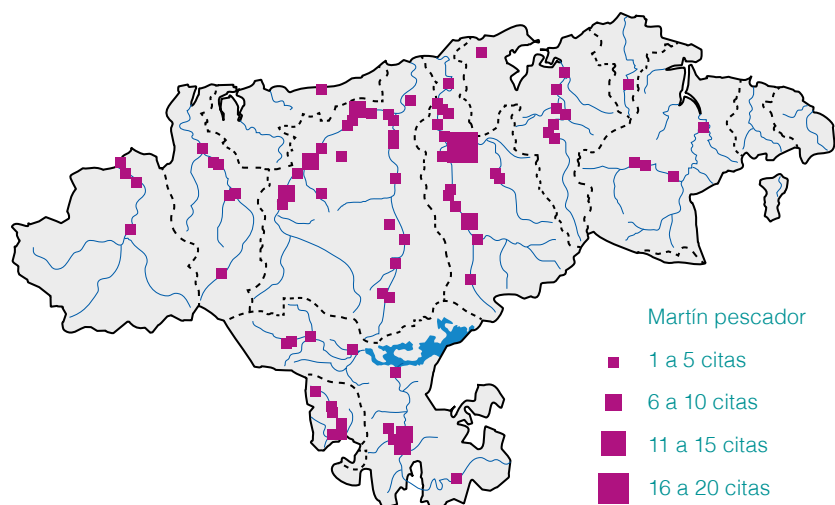 Martín pescador
1 a 5 citas
6 a 10 citas
11 a 15 citas
16 a 20 citas